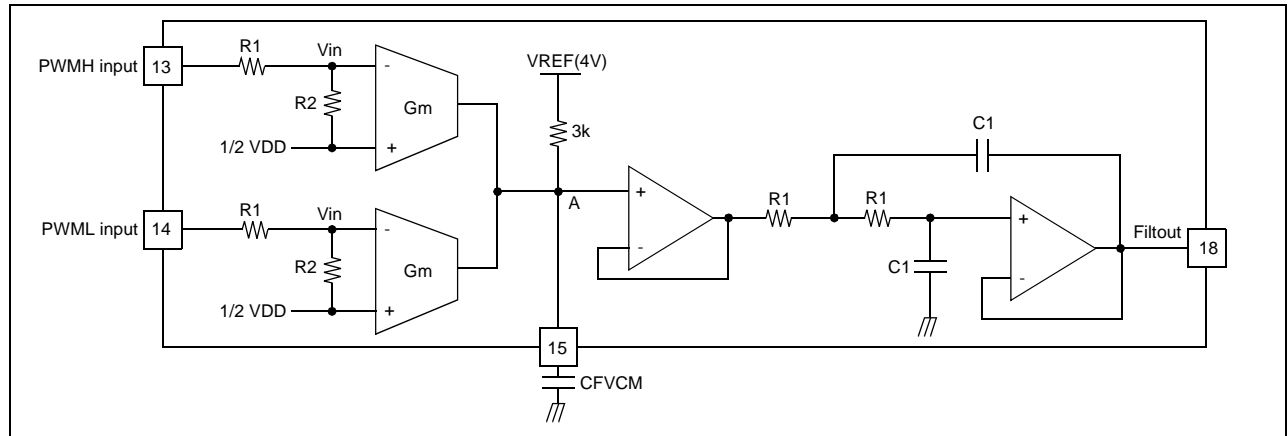 PWMH input
13
R1
Vin
R2
1/2 VDD
-
+
Gm
PWML input
14
R1
Vin
R2
1/2 VDD
-
+
Gm
VREF(4V)
3k
A
15
CFVCM
+
-
R1
R1
C1
C1
+
-
Filtout
18